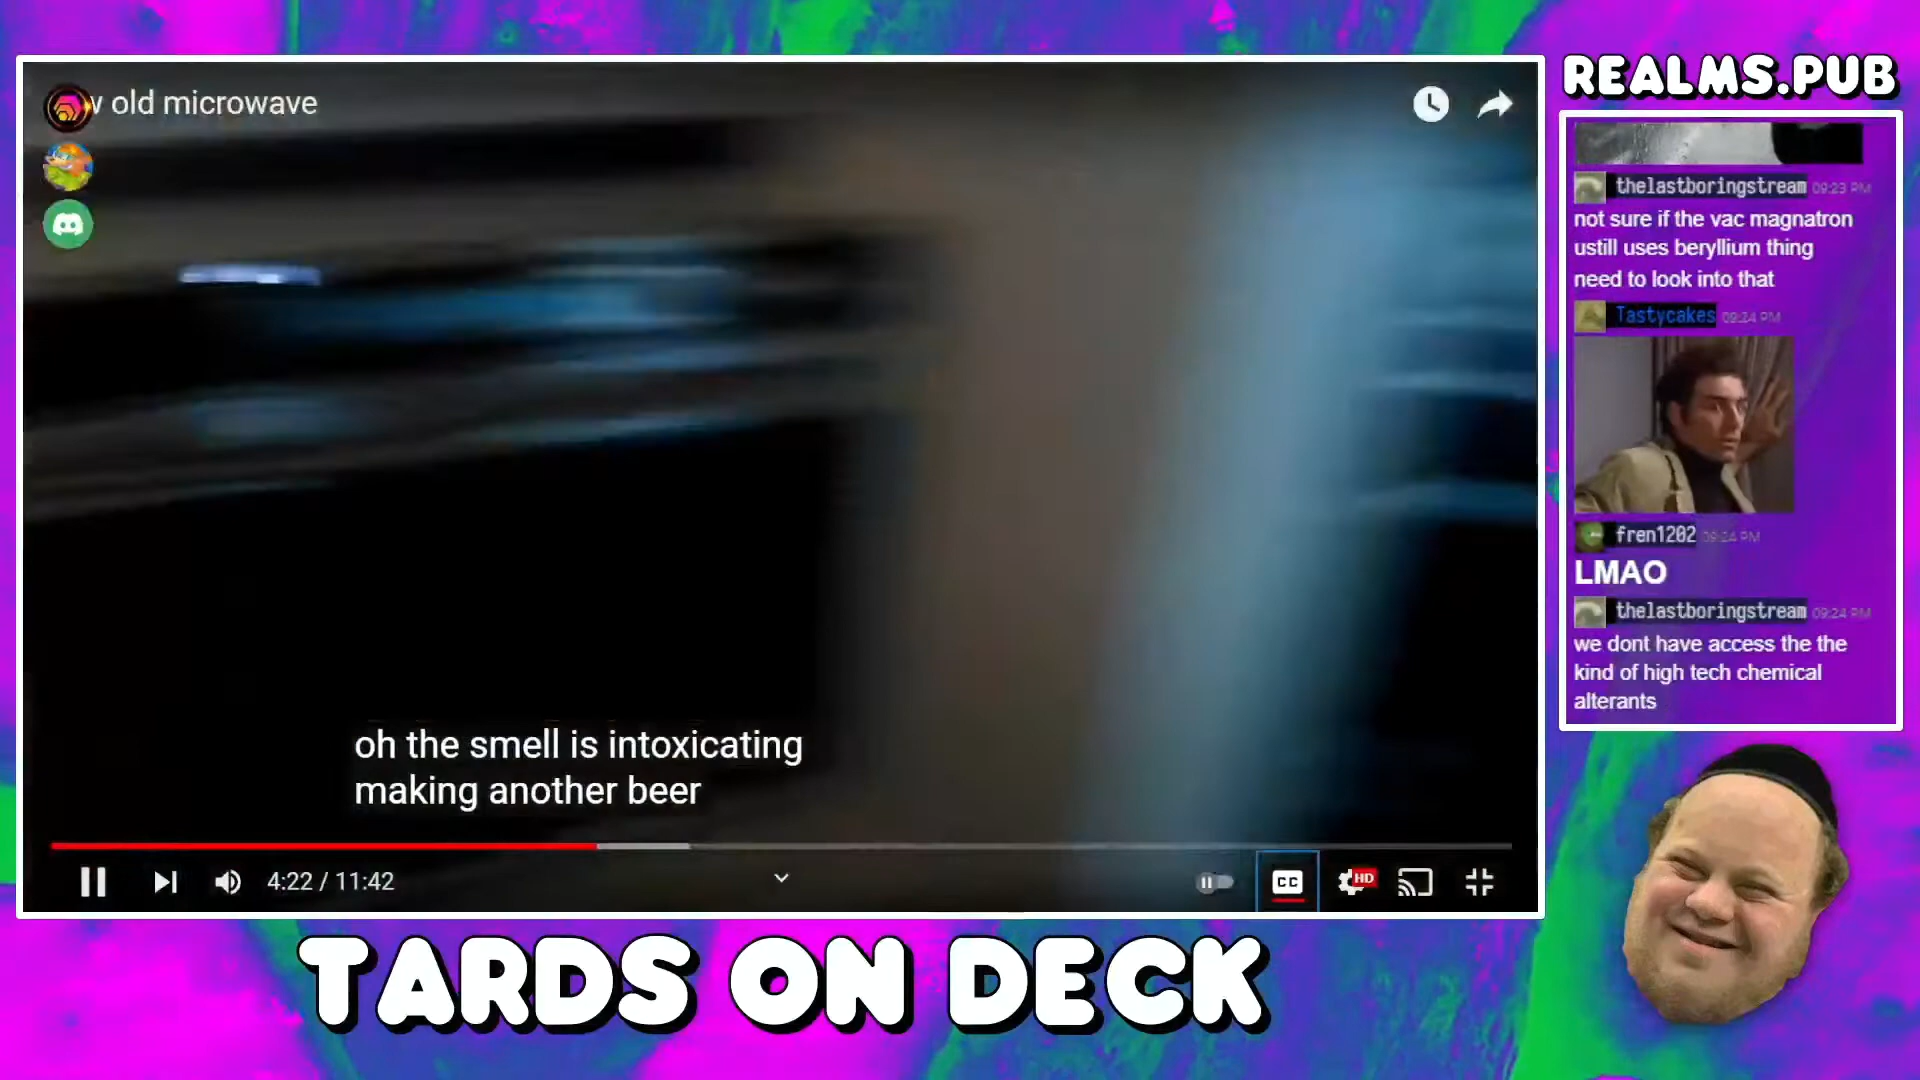 REALMS.PUB
old microwave
thelastboringstream 09:23 PM
not sure if the vac magnatron
ustill uses beryllium thing
need to look into that
Tastycakes 09:24 PM
fren1202 09:24 PM
LMAO
thelastboringstream 09:24 PM
we dont have access the the
kind of high tech chemical
alterants
oh the smell is intoxicating
making another beer
4:22 / 11:42
CC
HD
TARDS ON DECK